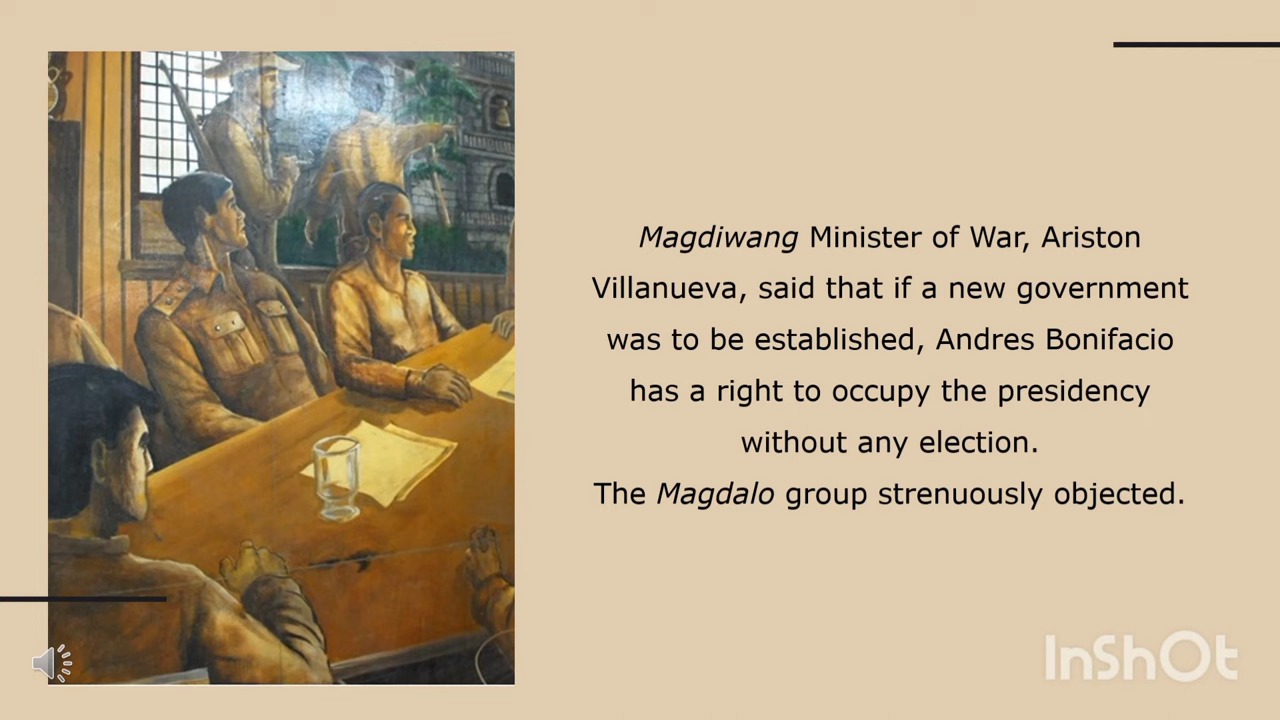 Magdiwang Minister of War, Ariston
Villanueva, said that if a new government
was to be established, Andres Bonifacio
has a right to occupy the presidency
without any election.
The Magdalo group strenuously objected.
InShOt